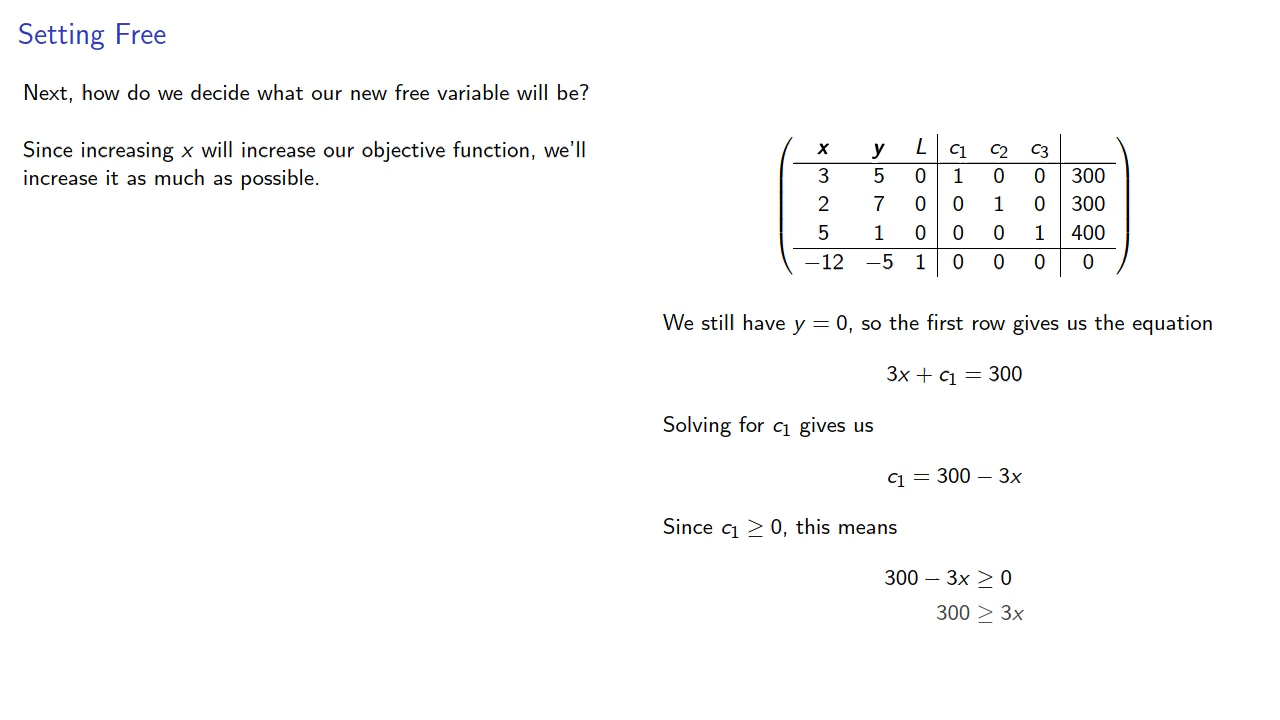 Setting Free
Next, how do we decide what our new free variable will be?
Since increasing x will increase our objective function, we'll
increase it as much as possible.
x y L c₁ c₂ c₃
3 5 0 1 0 0 300
2 7 0 0 1 0 300
5 1 0 0 0 1 400
−12 −5 1 0 0 0 0
We still have y = 0, so the first row gives us the equation
3x + c₁ = 300
Solving for c₁ gives us
c₁ = 300 − 3x
Since c₁ ≥ 0, this means
300 − 3x ≥ 0
300 ≥ 3x